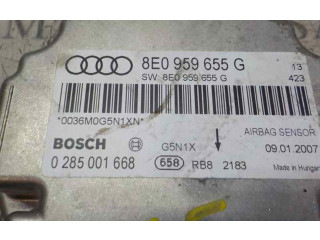 8E0 959 655 G 13
SW: 8E0 959 655 G 423
*0036M0G5N1XN*
AIRBAG SENSOR
BOSCH G5N1X 09.01.2007
0 285 001 668 658 RB8 2183 Made in Hungary